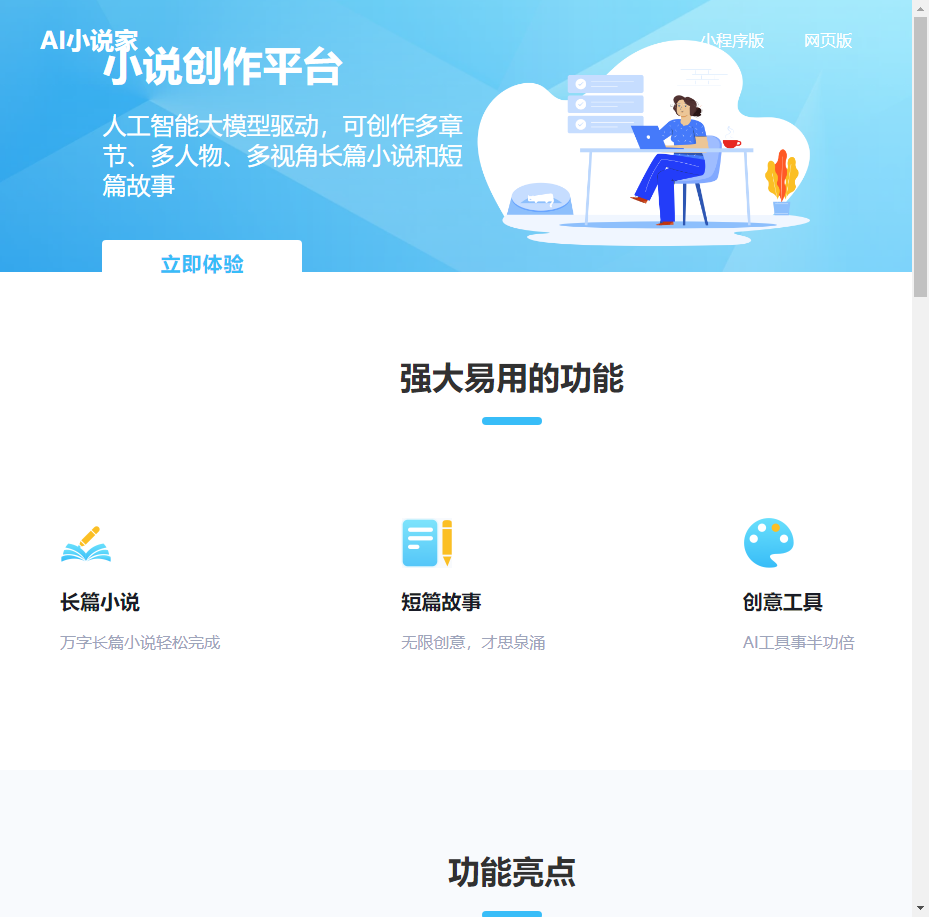 AI小说家
小程序版
网页版
小说创作平台
人工智能大模型驱动，可创作多章
节、多人物、多视角长篇小说和短
篇故事
立即体验
强大易用的功能
长篇小说
万字长篇小说轻松完成
短篇故事
无限创意，才思泉涌
创意工具
AI工具事半功倍
功能亮点